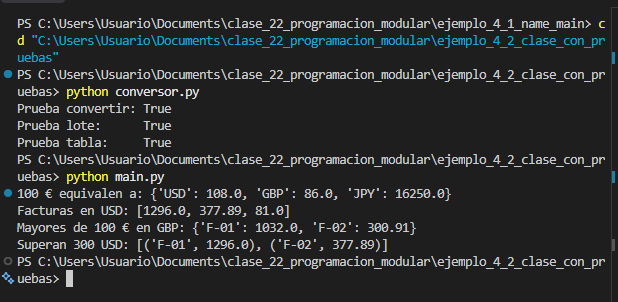 PS C:\Users\Usuario\Documents\clase_22_programacion_modular\ejemplo_4_1_name_main> c
d "C:\Users\Usuario\Documents\clase_22_programacion_modular\ejemplo_4_2_clase_con_pr
uebas"
PS C:\Users\Usuario\Documents\clase_22_programacion_modular\ejemplo_4_2_clase_con_pr
uebas> python conversor.py
Prueba convertir: True
Prueba lote:      True
Prueba tabla:     True
PS C:\Users\Usuario\Documents\clase_22_programacion_modular\ejemplo_4_2_clase_con_pr
uebas> python main.py
100 € equivalen a: {'USD': 108.0, 'GBP': 86.0, 'JPY': 16250.0}
Facturas en USD: [1296.0, 377.89, 81.0]
Mayores de 100 € en GBP: {'F-01': 1032.0, 'F-02': 300.91}
Superan 300 USD: [('F-01', 1296.0), ('F-02', 377.89)]
PS C:\Users\Usuario\Documents\clase_22_programacion_modular\ejemplo_4_2_clase_con_pr
uebas>